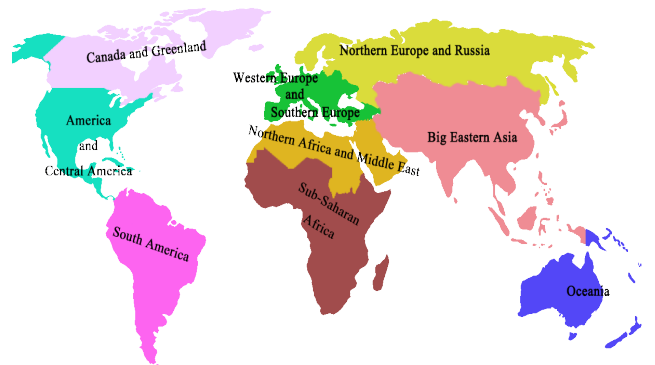 Canada and Greenland
Northern Europe and Russia
Western Europe
and
Southern Europe
America
and
Central America
Northern Africa and Middle East
Big Eastern Asia
Sub-Saharan
Africa
South America
Oceania